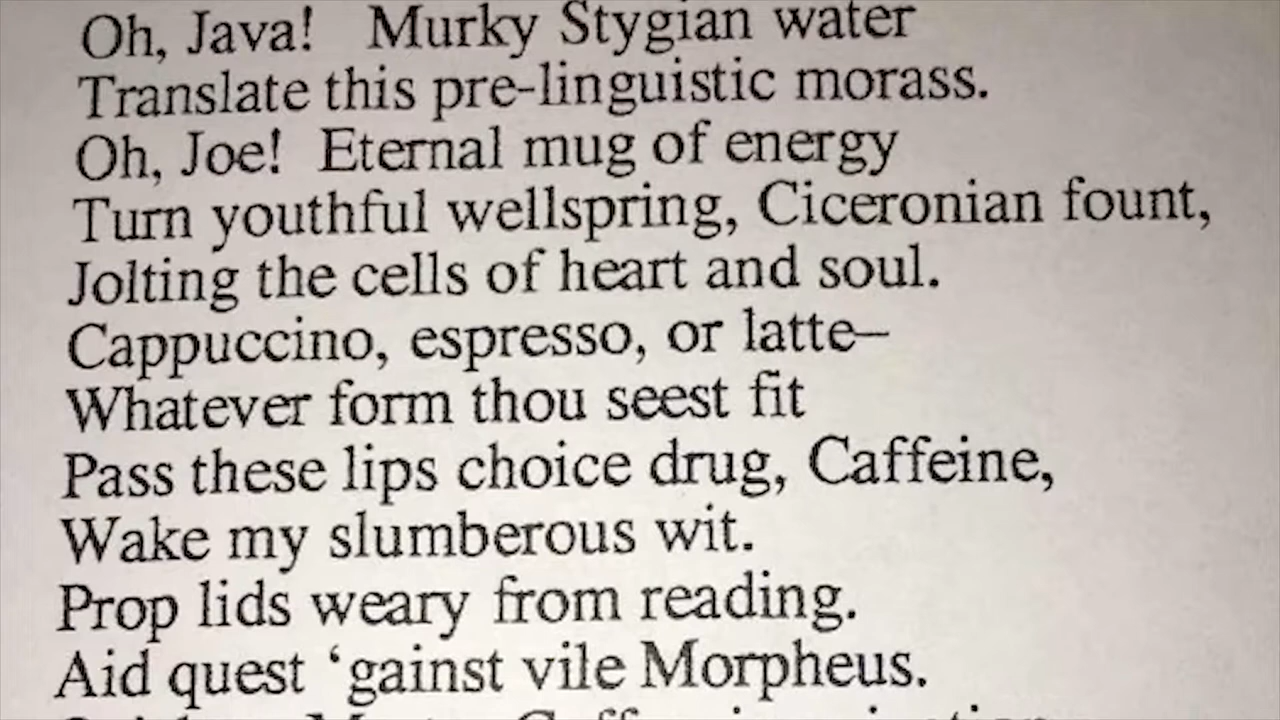 Oh, Java! Murky Stygian water
Translate this pre-linguistic morass.
Oh, Joe! Eternal mug of energy
Turn youthful wellspring, Ciceronian fount,
Jolting the cells of heart and soul.
Cappuccino, espresso, or latte–
Whatever form thou seest fit
Pass these lips choice drug, Caffeine,
Wake my slumberous wit.
Prop lids weary from reading.
Aid quest ‘gainst vile Morpheus.